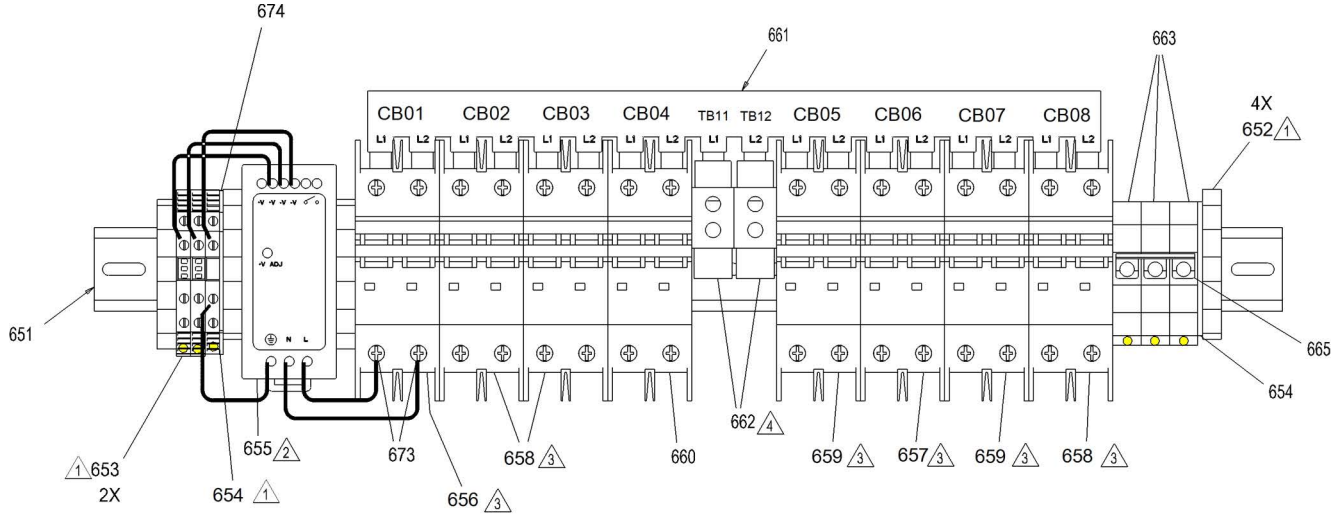 674
661
663
4X
652 1
CB01 CB02 CB03 CB04 TB11 TB12 CB05 CB06 CB07 CB08
L1 L2 L1 L2 L1 L2 L1 L2 L1 L2 L1 L2 L1 L2 L1 L2 L1 L2
-V -V -V -V
-V ADJ
N L
651
665
654
1 653
2X
654 1
655 2
673
656 3
658 3
660
662 4
659 3
657 3
659 3
658 3